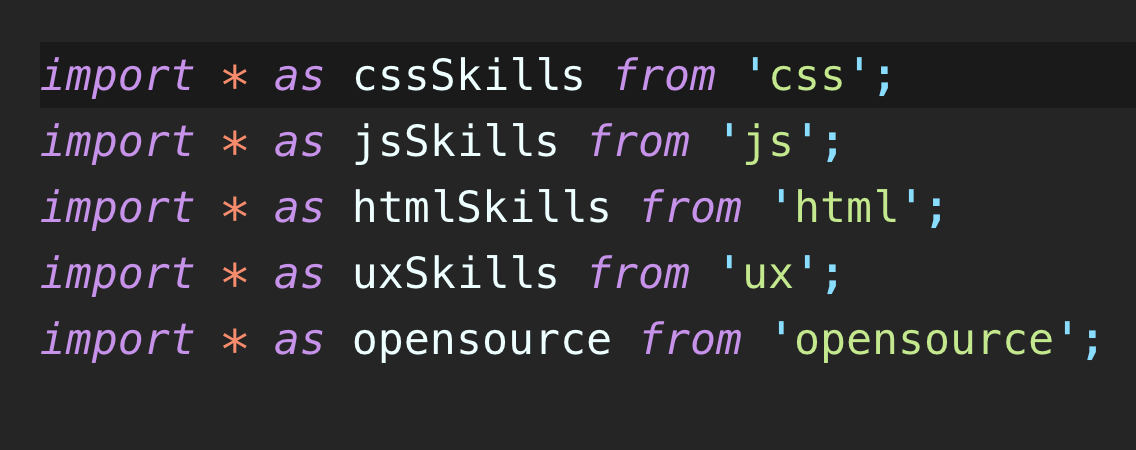 import * as cssSkills from 'css';
import * as jsSkills from 'js';
import * as htmlSkills from 'html';
import * as uxSkills from 'ux';
import * as opensource from 'opensource';